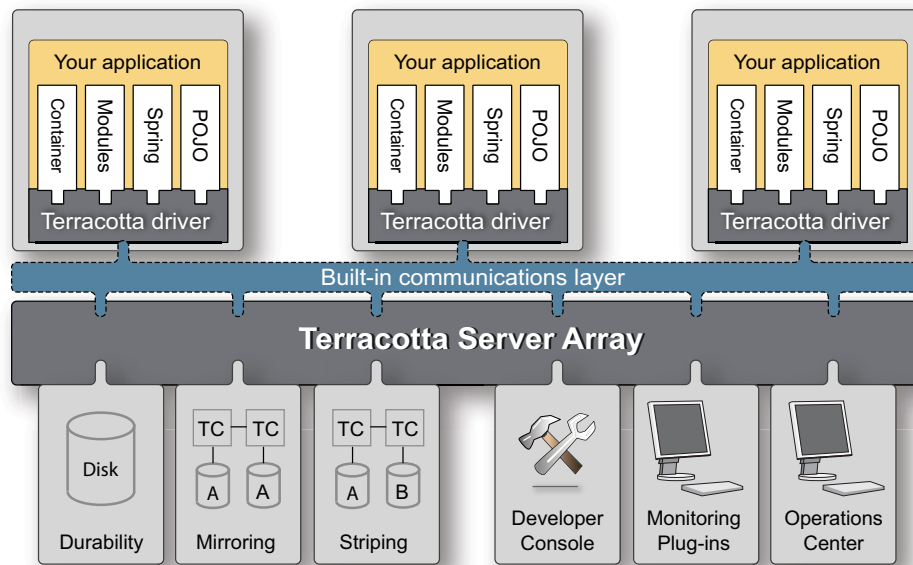 Your application
Container
Modules
Spring
POJO
Terracotta driver
Your application
Container
Modules
Spring
POJO
Terracotta driver
Your application
Container
Modules
Spring
POJO
Terracotta driver
Built-in communications layer
Terracotta Server Array
Disk
Durability
TC
TC
A
A
Mirroring
TC
TC
A
B
Striping
Developer
Console
Monitoring
Plug-ins
Operations
Center